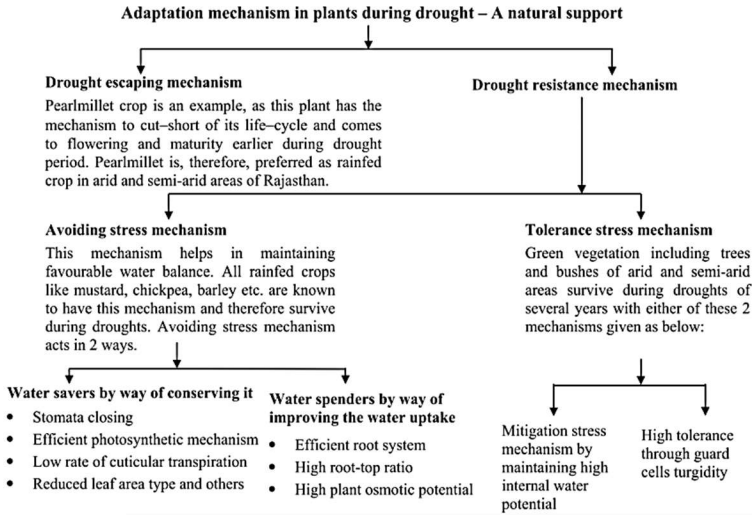 Adaptation mechanism in plants during drought – A natural support
Drought escaping mechanism
Pearlmillet crop is an example, as this plant has the
mechanism to cut–short of its life–cycle and comes
to flowering and maturity earlier during drought
period. Pearlmillet is, therefore, preferred as rainfed
crop in arid and semi-arid areas of Rajasthan.
Drought resistance mechanism
Avoiding stress mechanism
This mechanism helps in maintaining
favourable water balance. All rainfed crops
like mustard, chickpea, barley etc. are known
to have this mechanism and therefore survive
during droughts. Avoiding stress mechanism
acts in 2 ways.
Tolerance stress mechanism
Green vegetation including trees
and bushes of arid and semi-arid
areas survive during droughts of
several years with either of these 2
mechanisms given as below:
Water savers by way of conserving it
• Stomata closing
• Efficient photosynthetic mechanism
• Low rate of cuticular transpiration
• Reduced leaf area type and others
Water spenders by way of
improving the water uptake
• Efficient root system
• High root-top ratio
• High plant osmotic potential
Mitigation stress
mechanism by
maintaining high
internal water
potential
High tolerance
through guard
cells turgidity